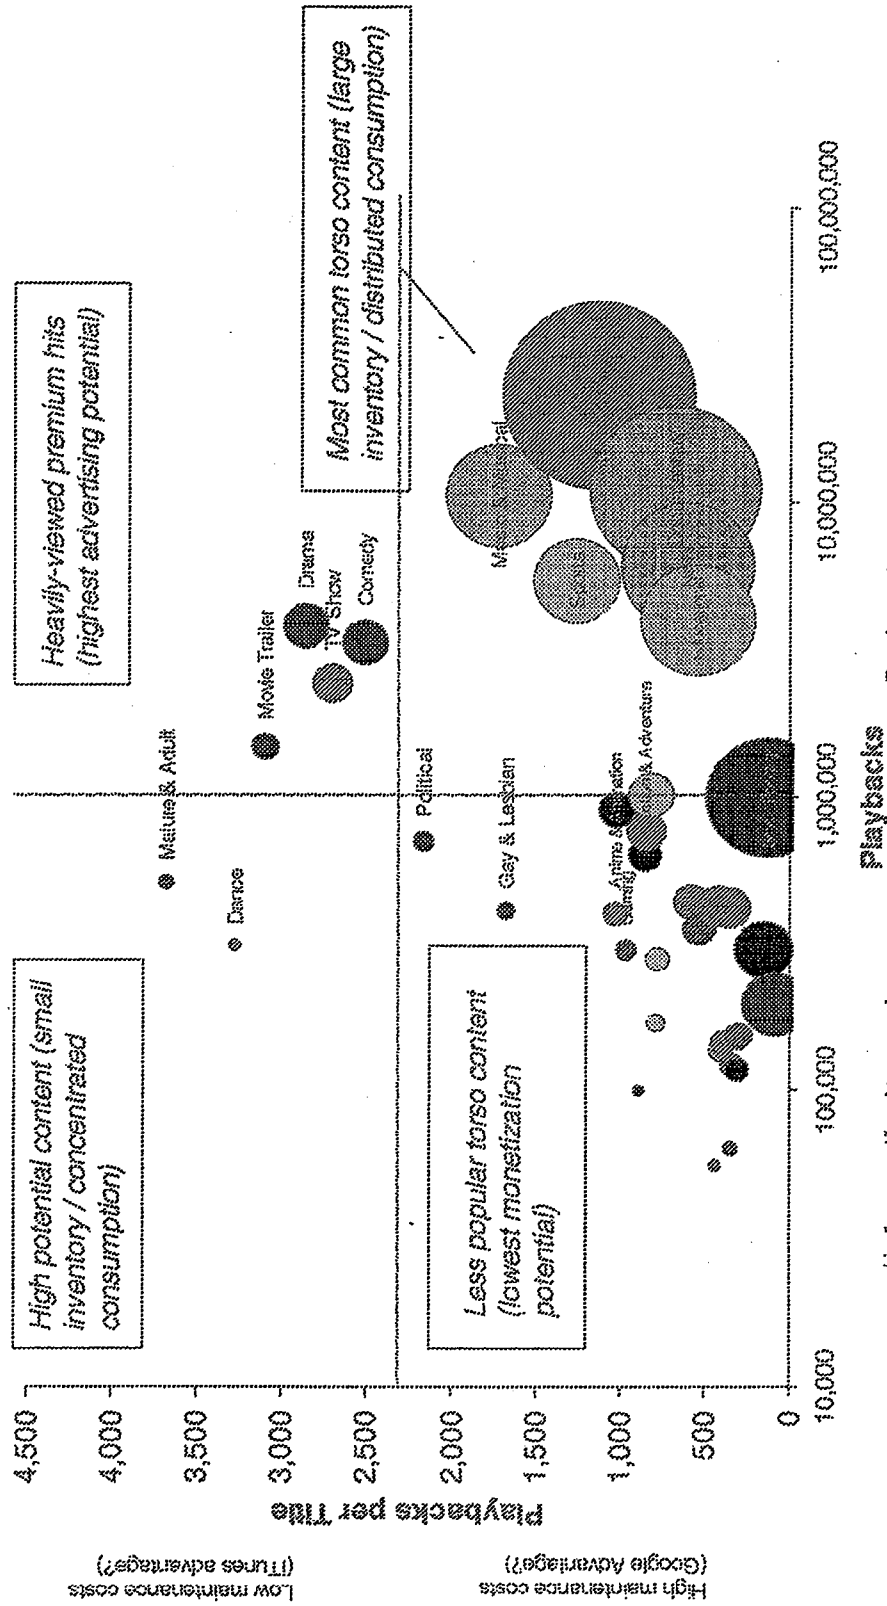 High potential content (small
inventory / concentrated
consumption)
Heavily-viewed premium hits
(highest advertising potential)
Most common torso content (large
inventory / distributed consumption)
Less popular torso content
(lowest monetization
potential)
Mature & Adult
Dance
Movie Trailer
Drama
TV Show
Comedy
Political
Gay & Lesbian
Anime &
Gaming
& Adventure
Sports
4,500
4,000
3,500
3,000
2,500
2,000
1,500
1,000
500
0
10,000
100,000
1,000,000
10,000,000
100,000,000
Playbacks per Title
Playbacks
Low maintenance costs
(iTunes advantage?)
High maintenance costs
(Google Advantage?)